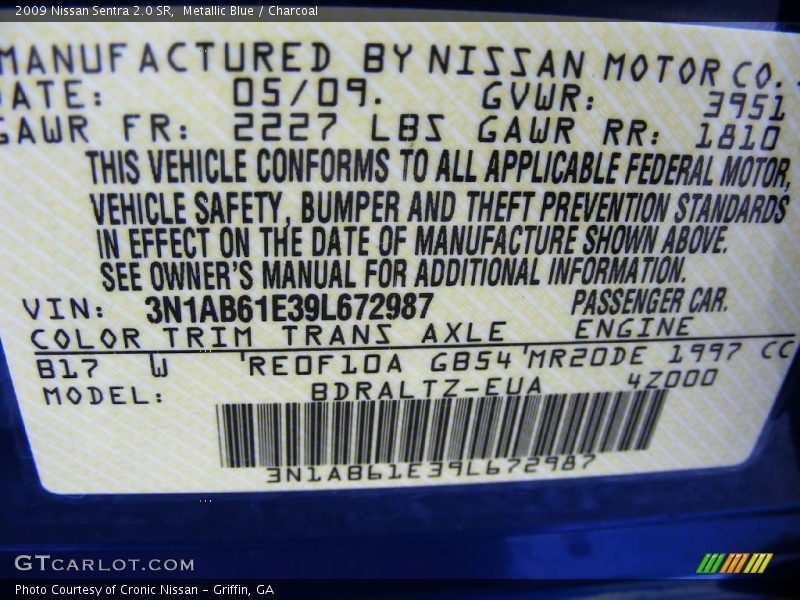 2009 Nissan Sentra 2.0 SR, Metallic Blue / Charcoal
MANUFACTURED BY NISSAN MOTOR CO.
DATE: 05/09. GVWR: 3951
GAWR FR: 2227 LBS GAWR RR: 1810
THIS VEHICLE CONFORMS TO ALL APPLICABLE FEDERAL MOTOR,
VEHICLE SAFETY, BUMPER AND THEFT PREVENTION STANDARDS
IN EFFECT ON THE DATE OF MANUFACTURE SHOWN ABOVE.
SEE OWNER'S MANUAL FOR ADDITIONAL INFORMATION.
VIN: 3N1AB61E39L672987 PASSENGER CAR.
COLOR TRIM TRANS AXLE ENGINE
B17 W RE0F10A GB54 MR20DE 1997 CC
MODEL: BDRALTZ-EUA 4Z000
3N1AB61E39L672987
GTCARLOT.COM
Photo Courtesy of Cronic Nissan - Griffin, GA